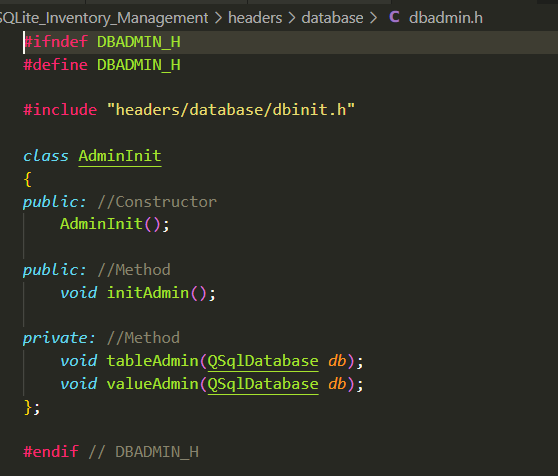 SQLite_Inventory_Management > headers > database > C dbadmin.h
#ifndef DBADMIN_H
#define DBADMIN_H
#include "headers/database/dbinit.h"
class AdminInit
{
public: //Constructor
AdminInit();
public: //Method
void initAdmin();
private: //Method
void tableAdmin(QSqlDatabase db);
void valueAdmin(QSqlDatabase db);
};
#endif // DBADMIN_H